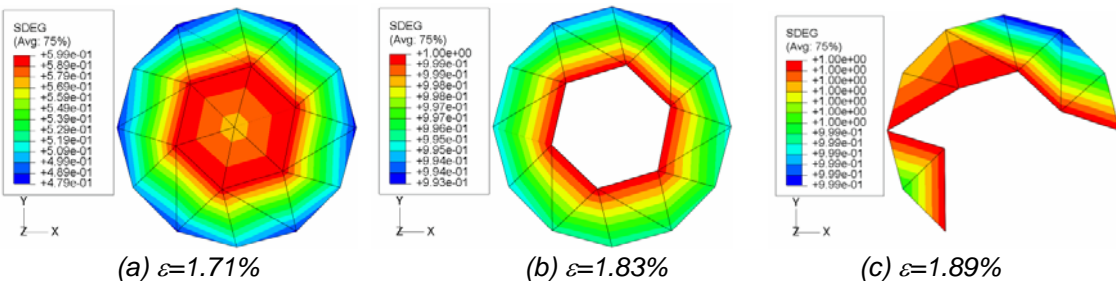 SDEG
(Avg: 75%)
+5.99e-01
+5.89e-01
+5.79e-01
+5.69e-01
+5.59e-01
+5.49e-01
+5.39e-01
+5.29e-01
+5.19e-01
+5.09e-01
+4.99e-01
+4.89e-01
+4.79e-01
Y
Z X
(a) ε=1.71%
SDEG
(Avg: 75%)
+1.00e+00
+9.99e-01
+9.99e-01
+9.98e-01
+9.98e-01
+9.97e-01
+9.97e-01
+9.96e-01
+9.95e-01
+9.95e-01
+9.94e-01
+9.94e-01
+9.93e-01
Y
Z X
(b) ε=1.83%
SDEG
(Avg: 75%)
+1.00e+00
+1.00e+00
+1.00e+00
+1.00e+00
+1.00e+00
+1.00e+00
+1.00e+00
+9.99e-01
+9.99e-01
+9.99e-01
+9.99e-01
+9.99e-01
+9.99e-01
Y
Z X
(c) ε=1.89%